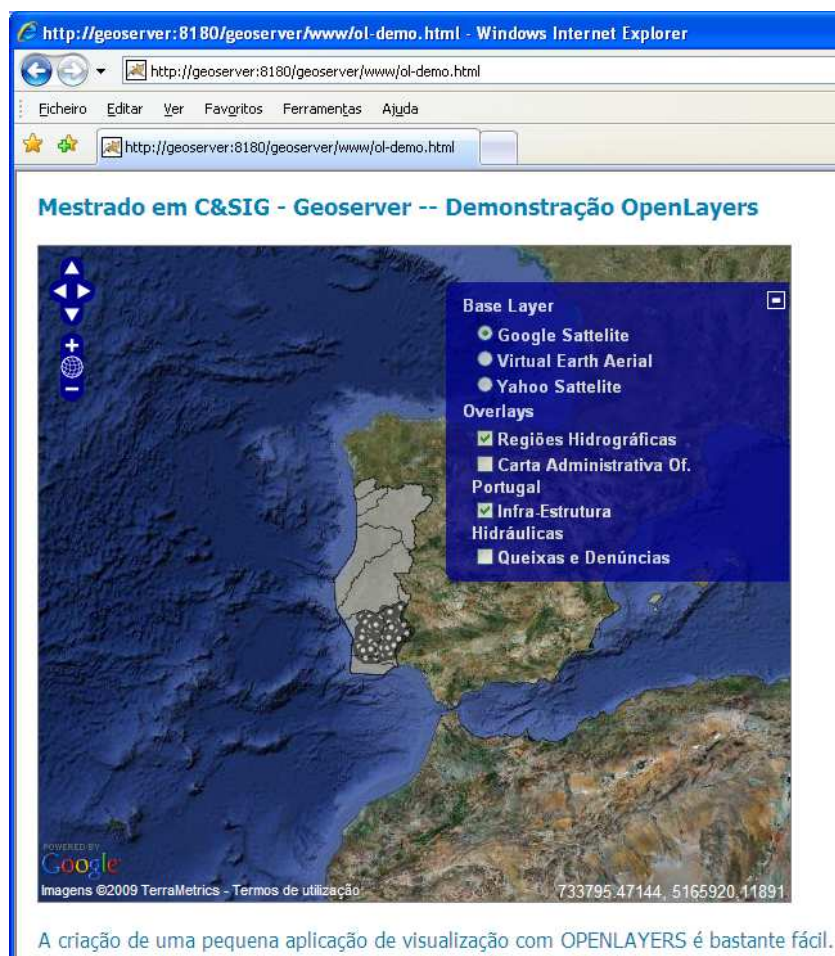 http://geoserver:8180/geoserver/www/ol-demo.html - Windows Internet Explorer
http://geoserver:8180/geoserver/www/ol-demo.html
Ficheiro Editar Ver Favoritos Ferramentas Ajuda
http://geoserver:8180/geoserver/www/ol-demo.html
Mestrado em C&SIG - Geoserver -- Demonstração OpenLayers
Base Layer
Google Sattelite
Virtual Earth Aerial
Yahoo Sattelite
Overlays
Regiões Hidrográficas
Carta Administrativa Of.
Portugal
Infra-Estrutura
Hidráulicas
Queixas e Denúncias
POWERED BY
Google
Imagens ©2009 TerraMetrics - Termos de utilização
733795.47144, 5165920.11891
A criação de uma pequena aplicação de visualização com OPENLAYERS é bastante fácil.